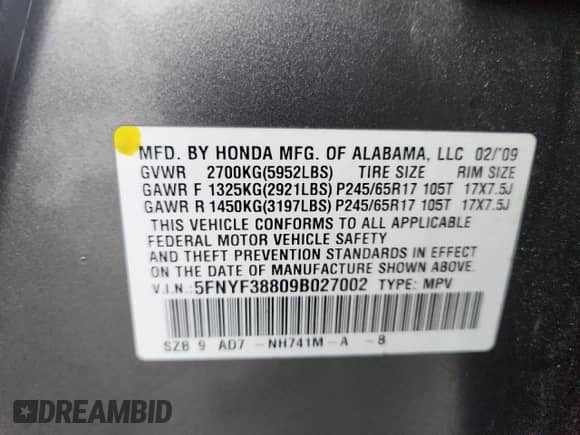 MFD. BY HONDA MFG. OF ALABAMA, LLC 02/'09
GVWR 2700KG(5952LBS) TIRE SIZE RIM SIZE
GAWR F 1325KG(2921LBS) P245/65R17 105T 17X7.5J
GAWR R 1450KG(3197LBS) P245/65R17 105T 17X7.5J
THIS VEHICLE CONFORMS TO ALL APPLICABLE
FEDERAL MOTOR VEHICLE SAFETY
AND THEFT PREVENTION STANDARDS IN EFFECT
ON THE DATE OF MANUFACTURE SHOWN ABOVE.
V.I.N.: 5FNYF38809B027002 TYPE: MPV
SZB 9 AD7 - NH741M - A - B
DREAMBID